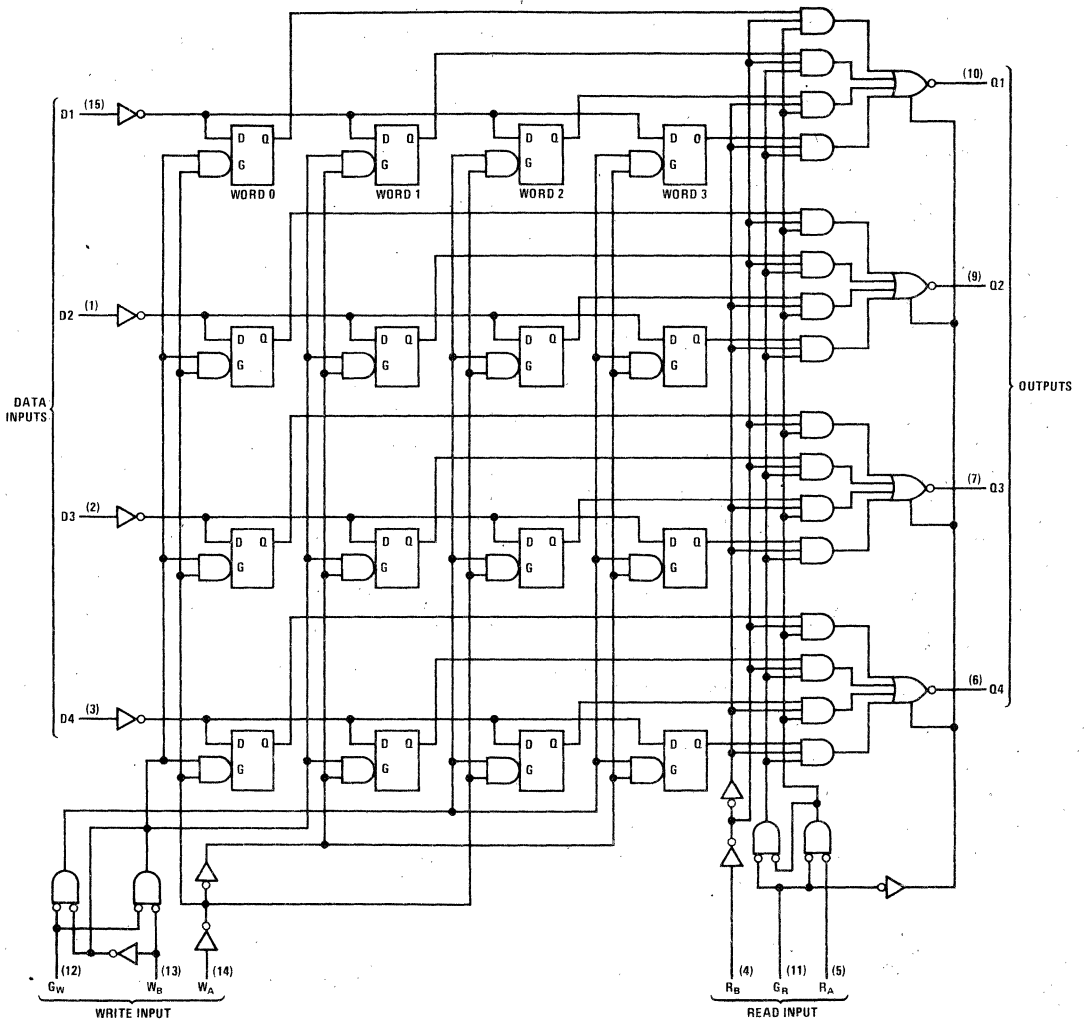 (10) Q1
D1 (15)
D Q D Q D Q D Q
G G G G
WORD 0 WORD 1 WORD 2 WORD 3
(9) Q2
D2 (1)
D Q D Q D Q D Q
G G G G
DATA INPUTS
OUTPUTS
(7) Q3
D3 (2)
D Q D Q D Q D Q
G G G G
(6) Q4
D4 (3)
D Q D Q D Q D Q
G G G G
(12) (13) (14) (4) (11) (5)
GW WB WA RB GR RA
WRITE INPUT READ INPUT